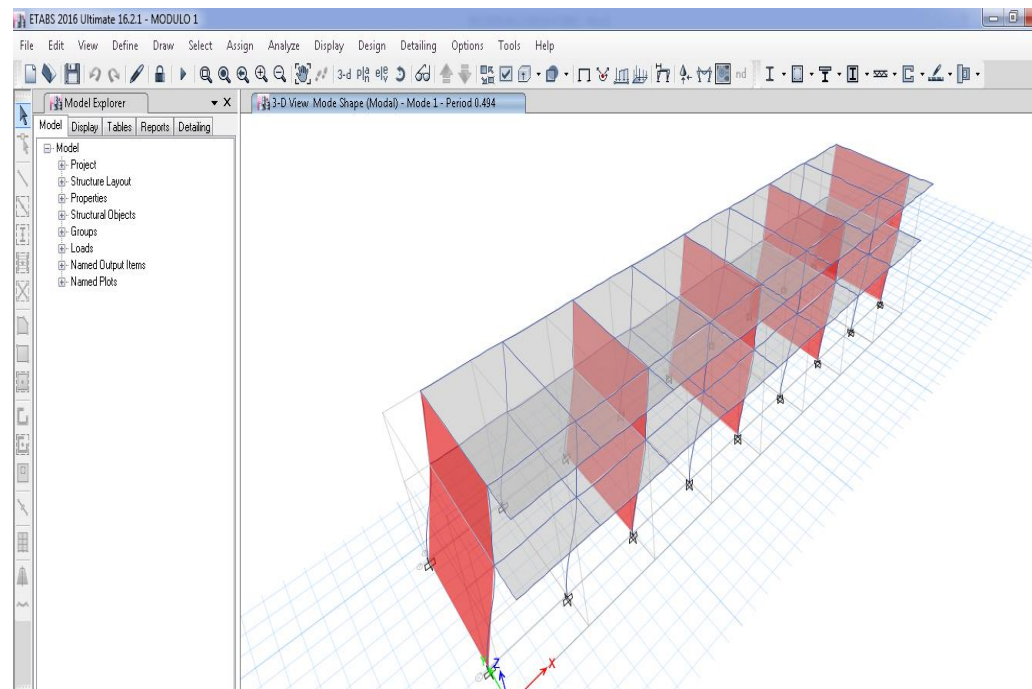 ETABS 2016 Ultimate 16.2.1 - MODULO 1
File Edit View Define Draw Select Assign Analyze Display Design Detailing Options Tools Help
3-d nd
Model Explorer
3-D View Mode Shape (Modal) - Mode 1 - Period 0.494
Model Display Tables Reports Detailing
Model
Project
Structure Layout
Properties
Structural Objects
Groups
Loads
Named Output Items
Named Plots
Z X